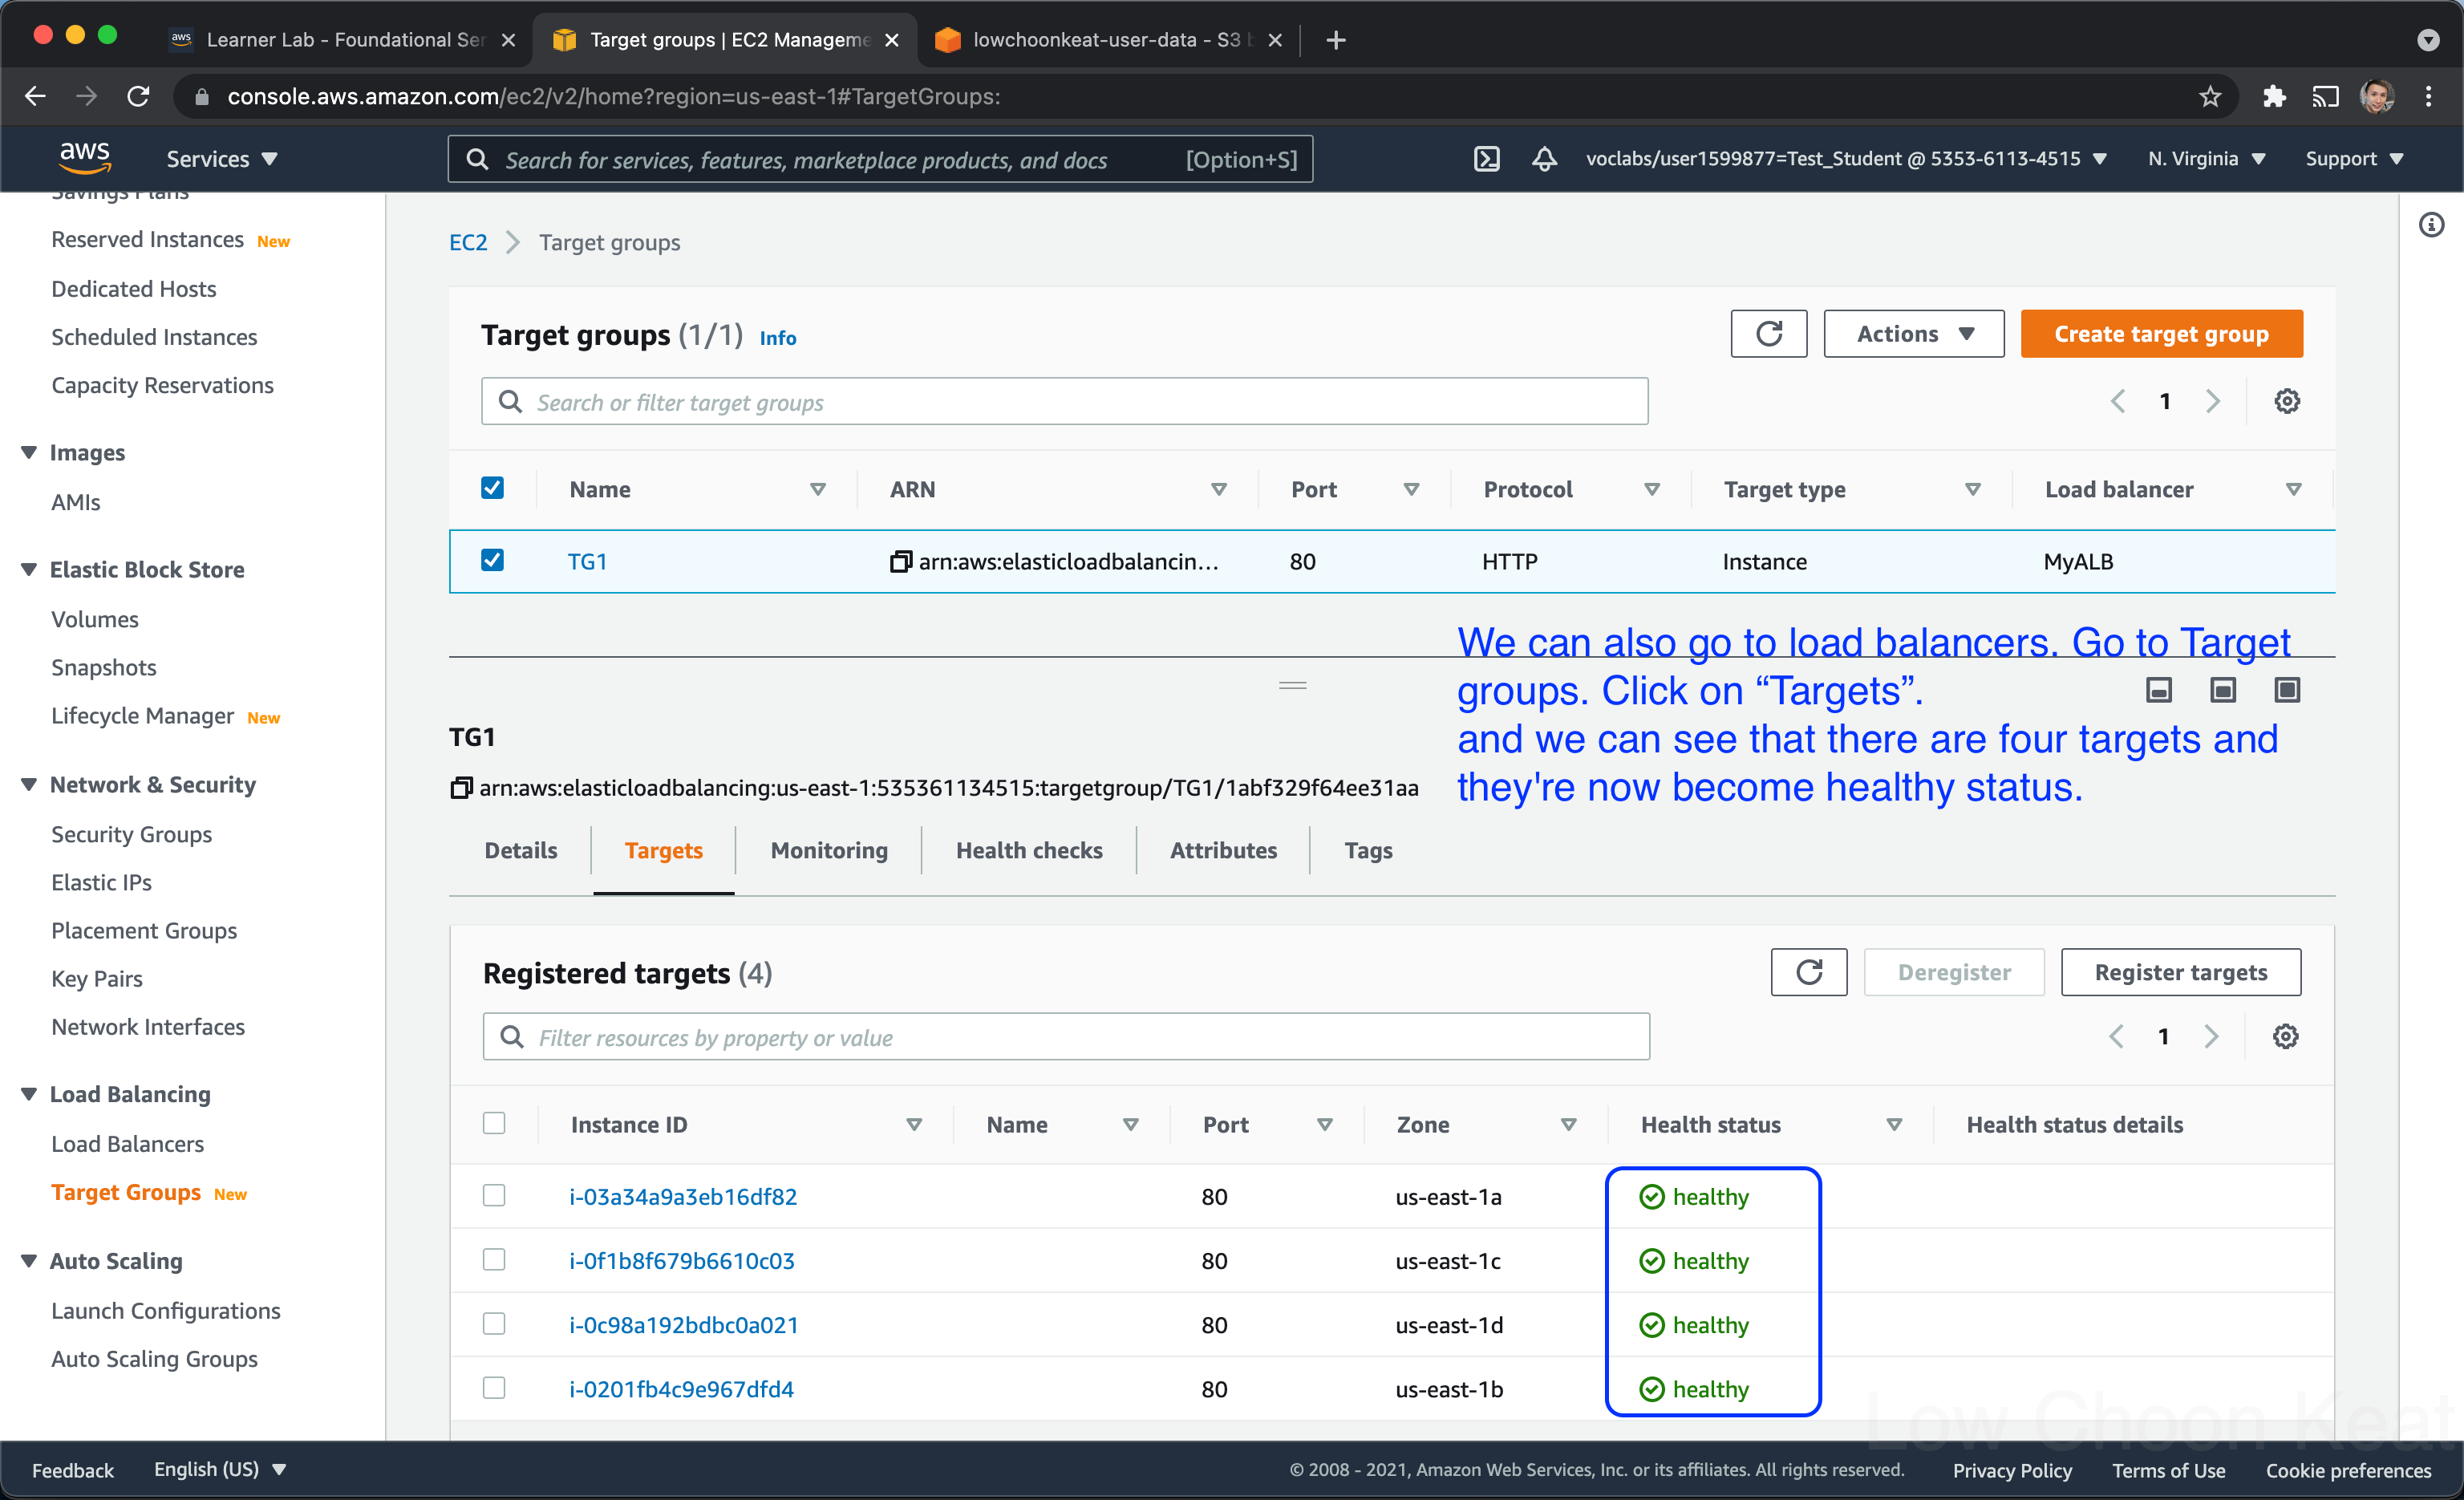 Learner Lab - Foundational Ser
Target groups | EC2 Manageme
lowchoonkeat-user-data - S3 b
console.aws.amazon.com/ec2/v2/home?region=us-east-1#TargetGroups:
aws
Services
Search for services, features, marketplace products, and docs
[Option+S]
voclabs/user1599877=Test_Student @ 5353-6113-4515
N. Virginia
Support
Savings Plans
Reserved Instances New
Dedicated Hosts
Scheduled Instances
Capacity Reservations
Images
AMIs
Elastic Block Store
Volumes
Snapshots
Lifecycle Manager New
Network & Security
Security Groups
Elastic IPs
Placement Groups
Key Pairs
Network Interfaces
Load Balancing
Load Balancers
Target Groups New
Auto Scaling
Launch Configurations
Auto Scaling Groups
EC2 > Target groups
Target groups (1/1) Info
Actions
Create target group
Search or filter target groups
1
Name ARN Port Protocol Target type Load balancer
TG1 arn:aws:elasticloadbalancin... 80 HTTP Instance MyALB
We can also go to load balancers. Go to Target
groups. Click on “Targets”.
and we can see that there are four targets and
they're now become healthy status.
TG1
arn:aws:elasticloadbalancing:us-east-1:535361134515:targetgroup/TG1/1abf329f64ee31aa
Details Targets Monitoring Health checks Attributes Tags
Registered targets (4)
Deregister
Register targets
Filter resources by property or value
1
Instance ID Name Port Zone Health status Health status details
i-03a34a9a3eb16df82 80 us-east-1a healthy
i-0f1b8f679b6610c03 80 us-east-1c healthy
i-0c98a192bdbc0a021 80 us-east-1d healthy
i-0201fb4c9e967dfd4 80 us-east-1b healthy
Low Choon Keat
Feedback
English (US)
© 2008 - 2021, Amazon Web Services, Inc. or its affiliates. All rights reserved.
Privacy Policy
Terms of Use
Cookie preferences